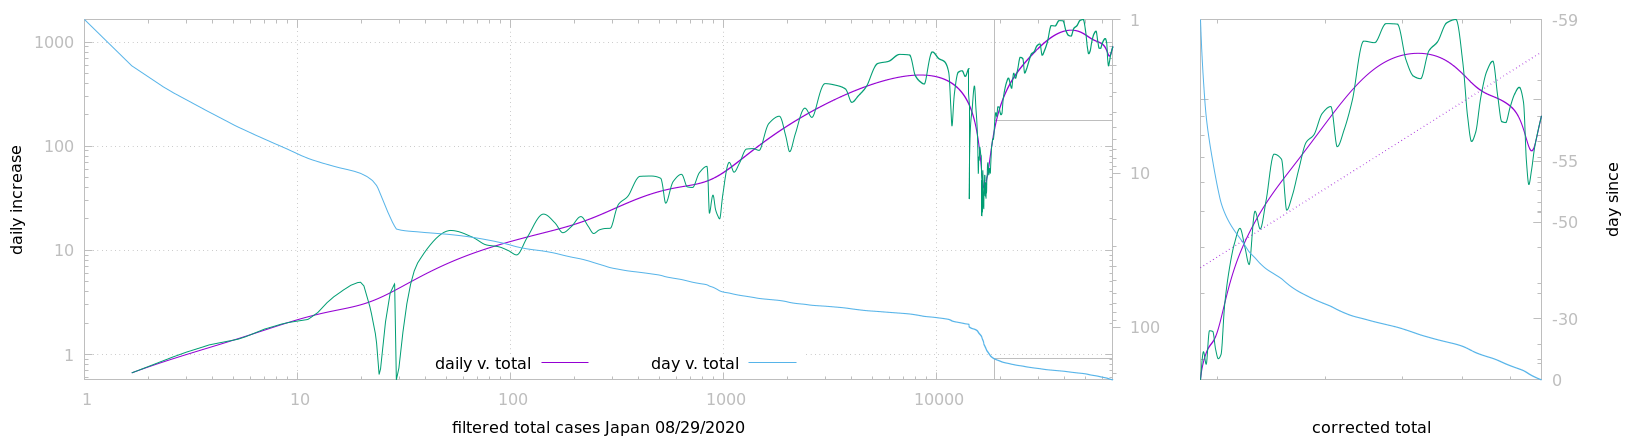 1000
100
10
1
daily increase
1
10
100
daily v. total
day v. total
1
10
100
1000
10000
filtered total cases Japan 08/29/2020
-59
-55
-50
-30
0
day since
corrected total